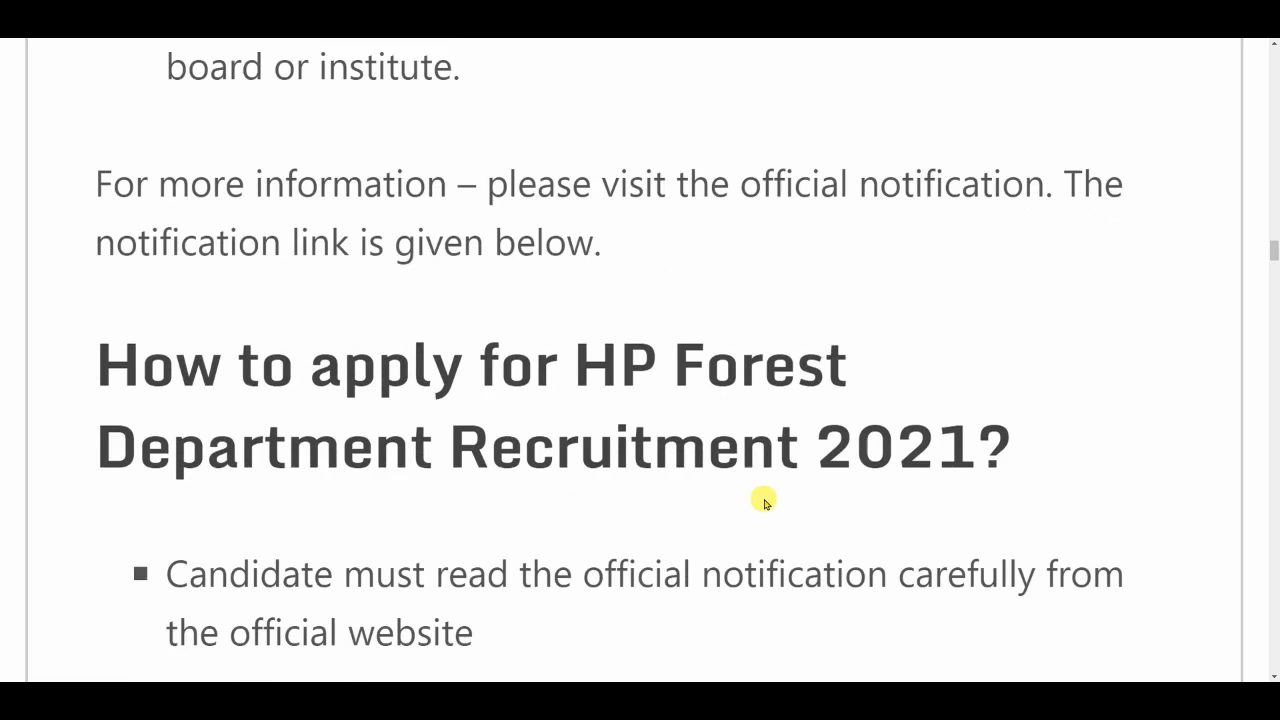 board or institute.
For more information – please visit the official notification. The
notification link is given below.
How to apply for HP Forest
Department Recruitment 2021?
▪ Candidate must read the official notification carefully from
the official website